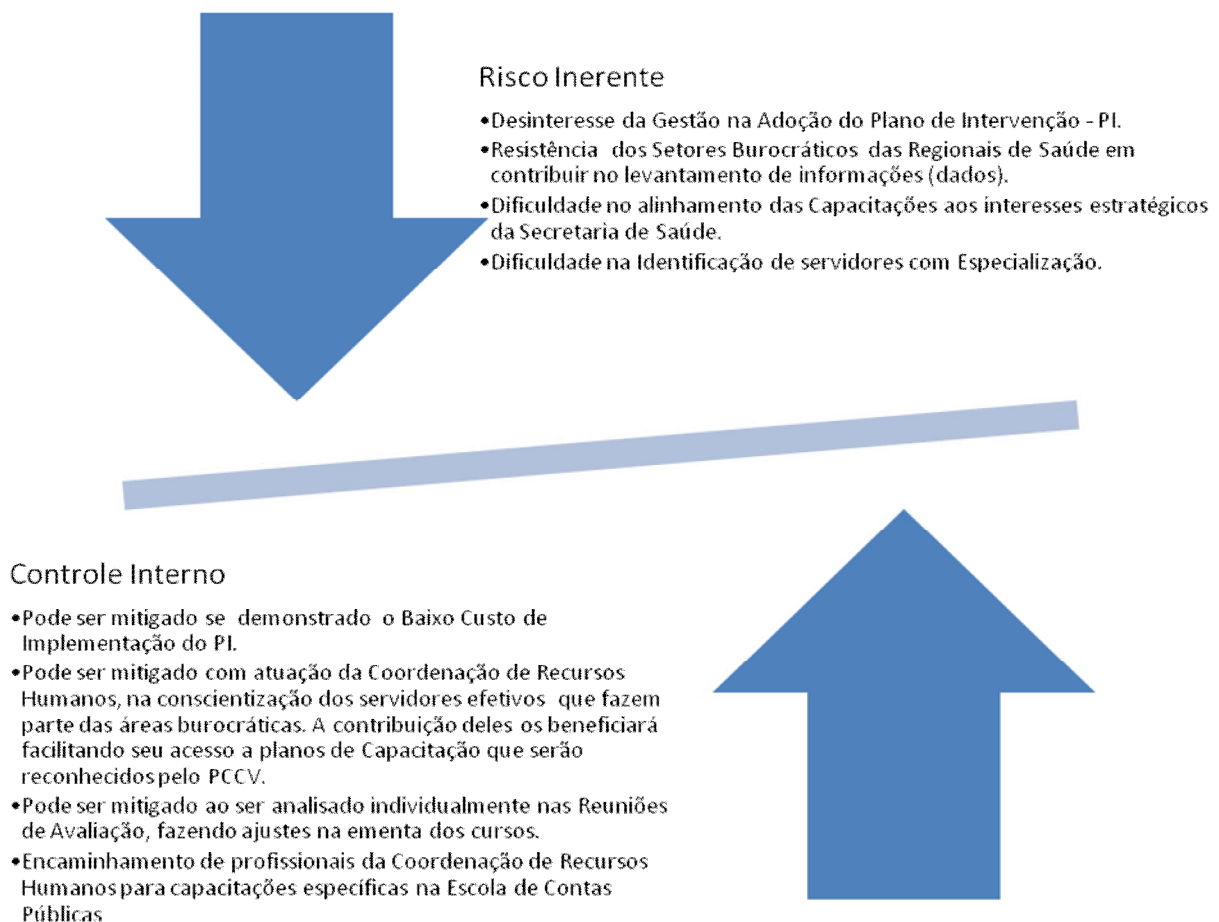 Risco Inerente
•Desinteresse da Gestão na Adoção do Plano de Intervenção - PI.
•Resistência dos Setores Burocráticos das Regionais de Saúde em
contribuir no levantamento de informações (dados).
•Dificuldade no alinhamento das Capacitações aos interesses estratégicos
da Secretaria de Saúde.
•Dificuldade na Identificação de servidores com Especialização.
Controle Interno
•Pode ser mitigado se demonstrado o Baixo Custo de
Implementação do PI.
•Pode ser mitigado com atuação da Coordenação de Recursos
Humanos, na conscientização dos servidores efetivos que fazem
parte das áreas burocráticas. A contribuição deles os beneficiará
facilitando seu acesso a planos de Capacitação que serão
reconhecidos pelo PCCV.
•Pode ser mitigado ao ser analisado individualmente nas Reuniões
de Avaliação, fazendo ajustes na ementa dos cursos.
•Encaminhamento de profissionais da Coordenação de Recursos
Humanos para capacitações específicas na Escola de Contas
Públicas